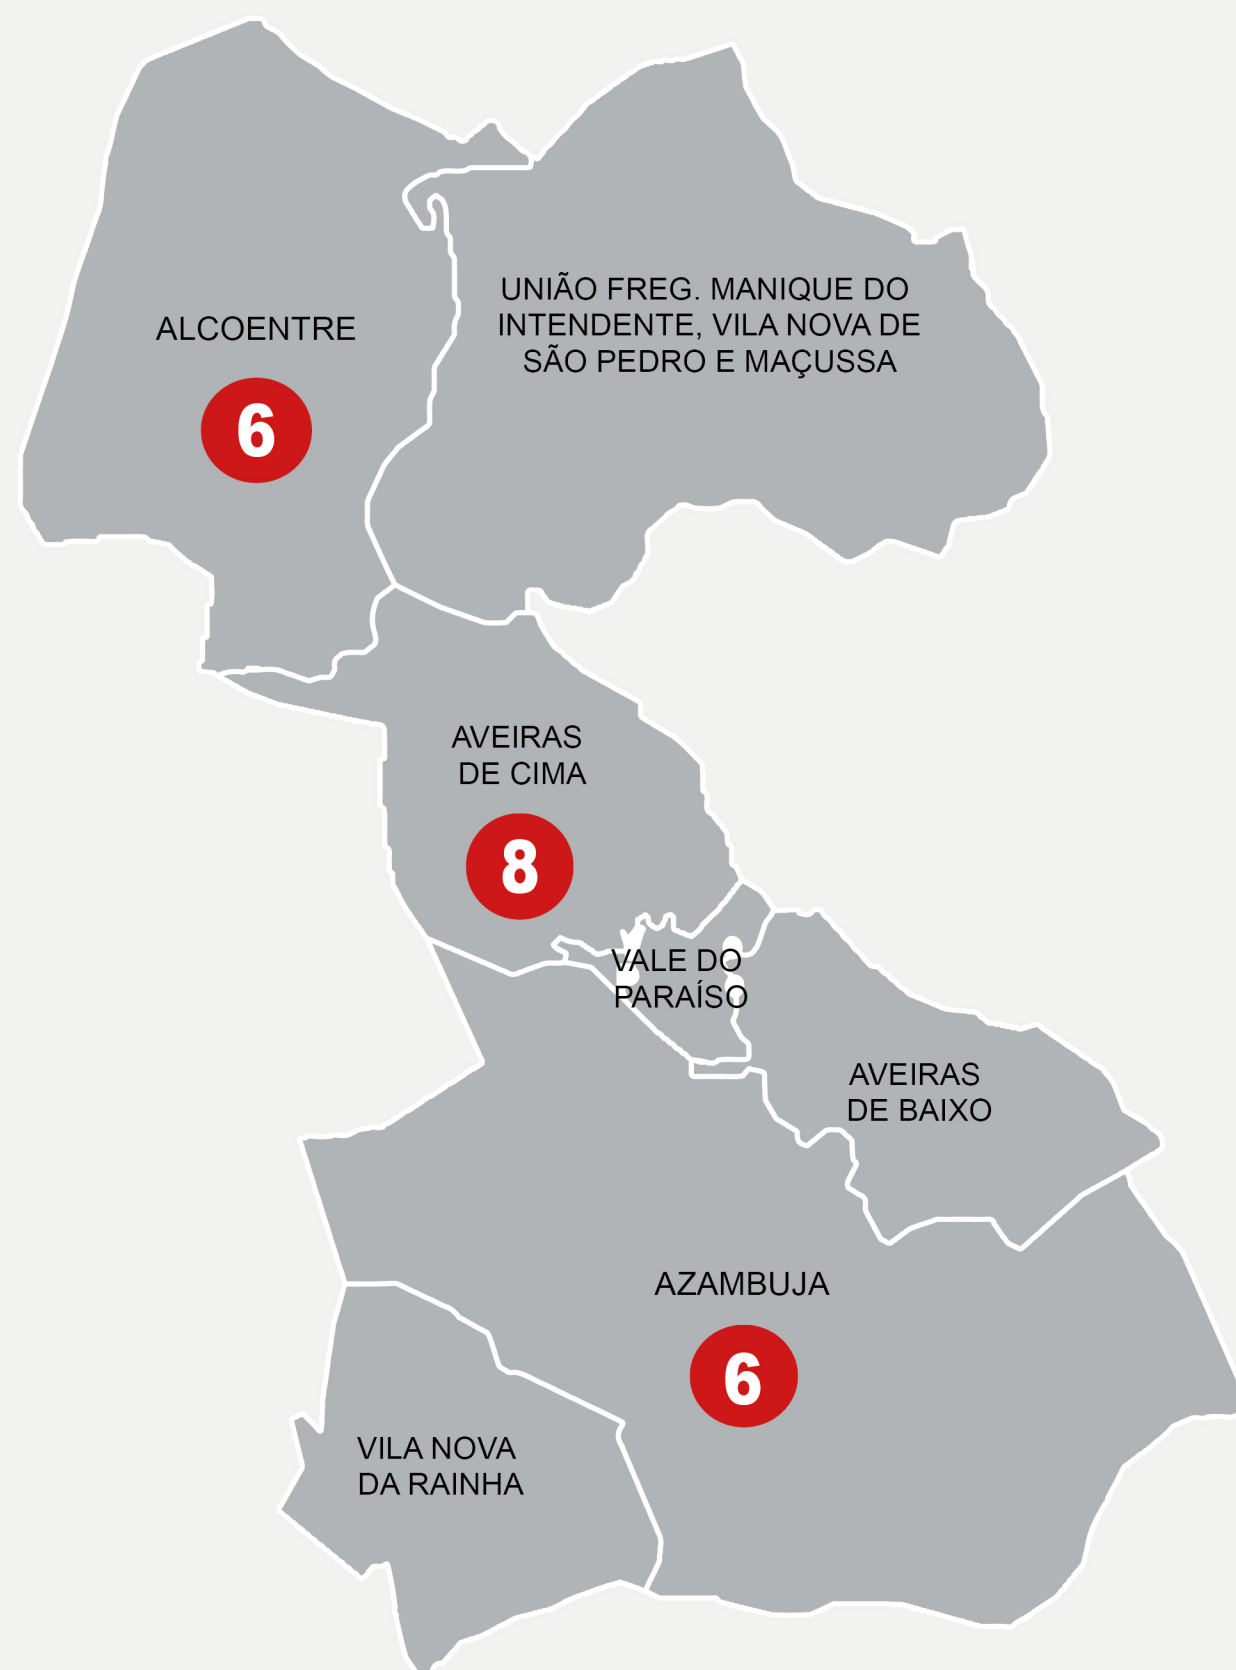 UNIÃO FREG. MANIQUE DO
INTENDENTE, VILA NOVA DE
SÃO PEDRO E MAÇUSSA
ALCOENTRE
6
AVEIRAS
DE CIMA
8
VALE DO
PARAÍSO
AVEIRAS
DE BAIXO
AZAMBUJA
6
VILA NOVA
DA RAINHA